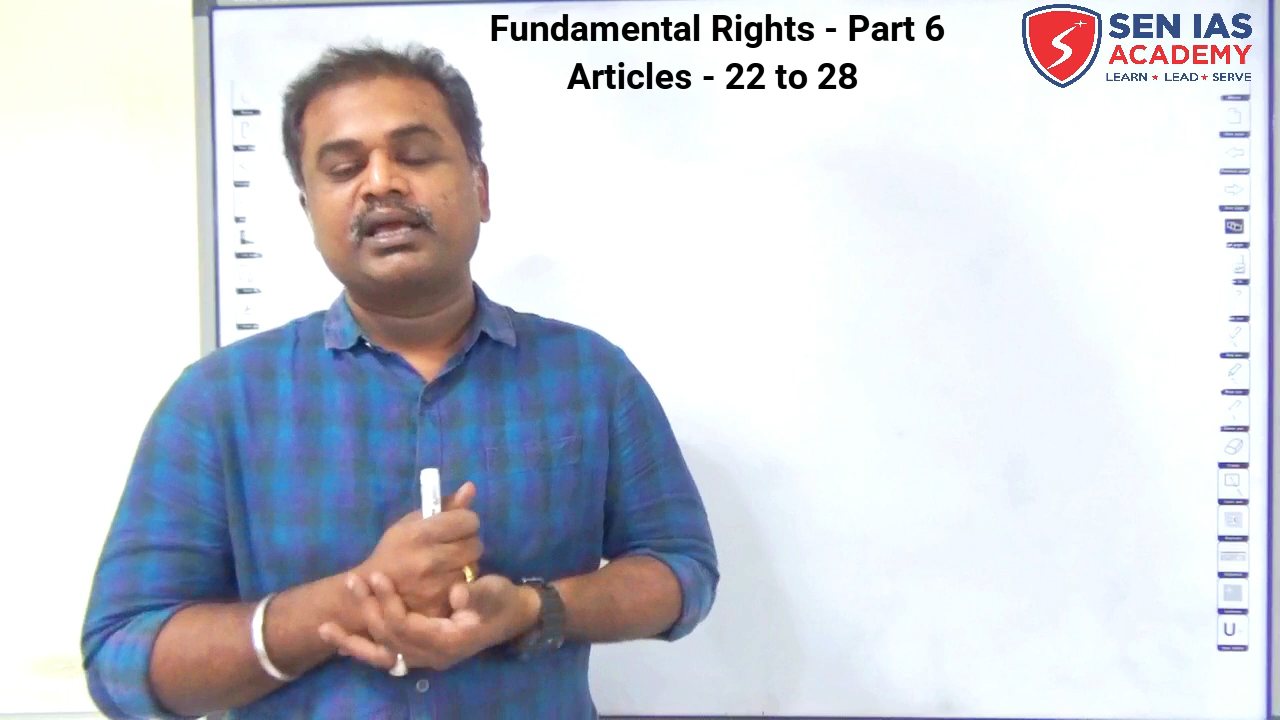 Fundamental Rights - Part 6
Articles - 22 to 28
SEN IAS
ACADEMY
LEARN ★ LEAD ★ SERVE
U